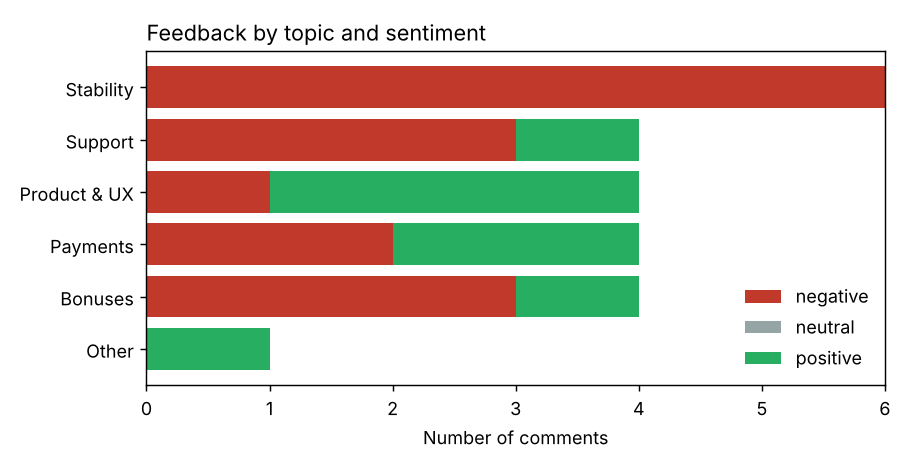 Feedback by topic and sentiment
Stability
Support
Product & UX
Payments
Bonuses
Other
negative
neutral
positive
0 1 2 3 4 5 6
Number of comments